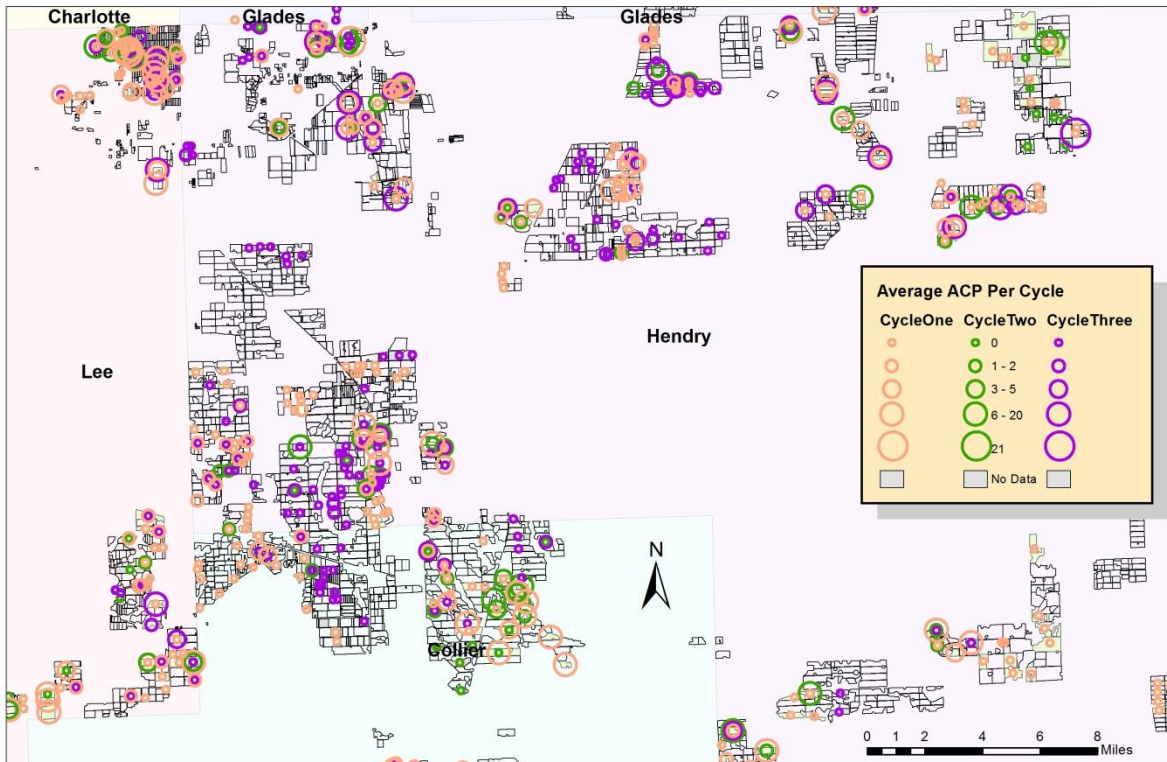 Charlotte Glades Glades
Lee
Hendry
Collier
N
Average ACP Per Cycle
CycleOne CycleTwo CycleThree
0
1 - 2
3 - 5
6 - 20
21
No Data
0 2 4 6 8
Miles